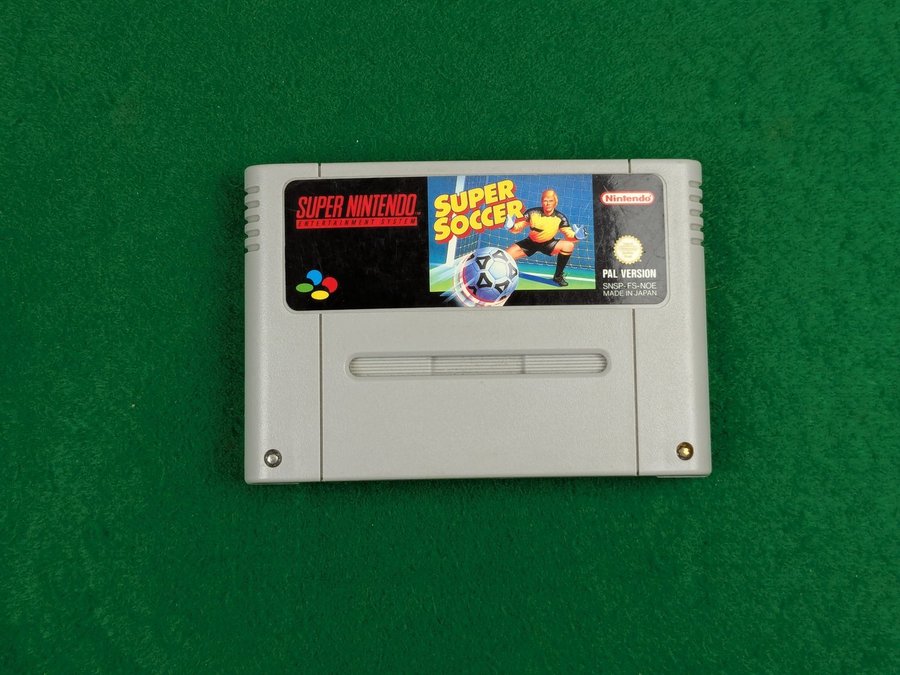 SUPER NINTENDO
ENTERTAINMENT SYSTEM
SUPER
SOCCER
Nintendo
PAL VERSION
SNSP-FS-NOE
MADE IN JAPAN